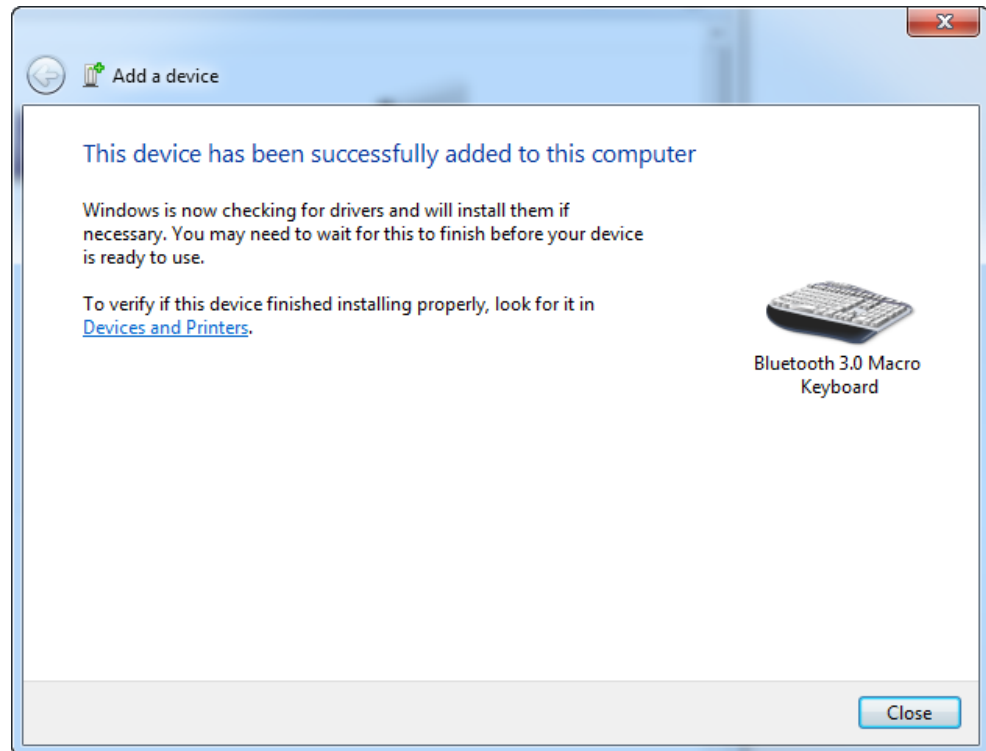 Add a device
This device has been successfully added to this computer
Windows is now checking for drivers and will install them if
necessary. You may need to wait for this to finish before your device
is ready to use.
To verify if this device finished installing properly, look for it in
Devices and Printers.
Bluetooth 3.0 Macro
Keyboard
Close